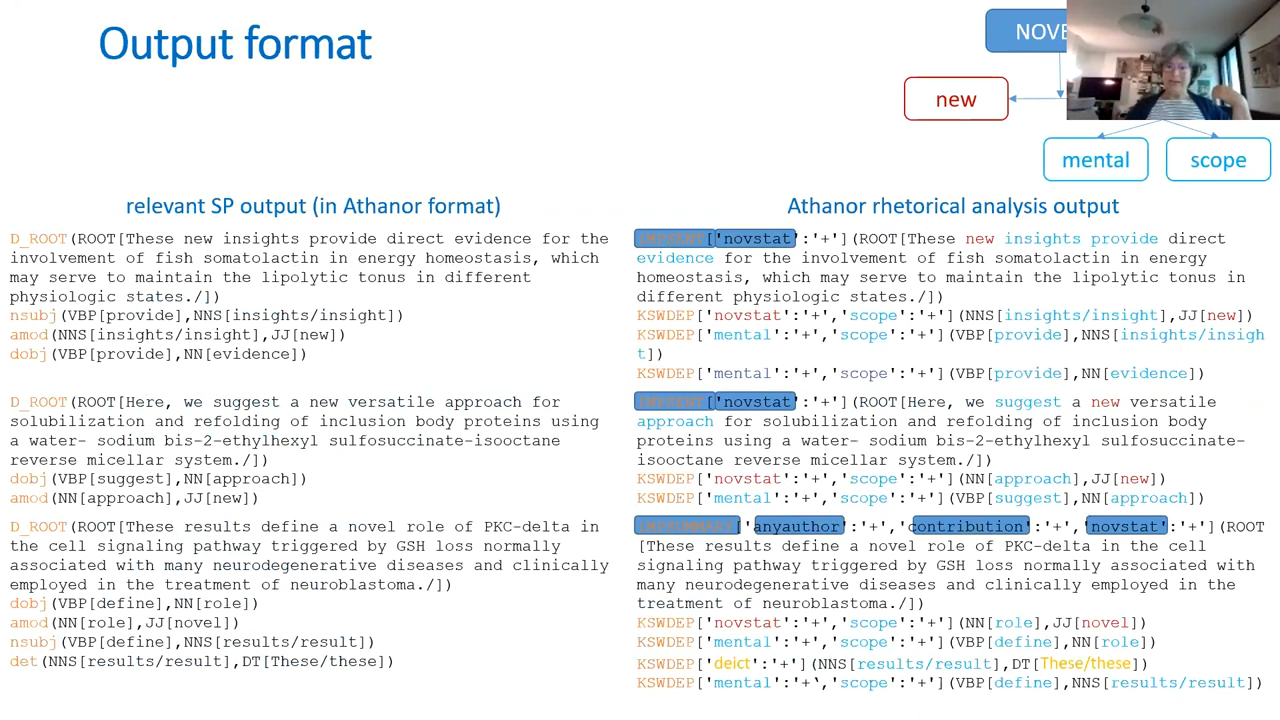 Output format
NOVE
new
mental
scope
relevant SP output (in Athanor format)
D_ROOT(ROOT[These new insights provide direct evidence for the
involvement of fish somatolactin in energy homeostasis, which
may serve to maintain the lipolytic tonus in different
physiologic states./])
nsubj(VBP[provide],NNS[insights/insight])
amod(NNS[insights/insight],JJ[new])
dobj(VBP[provide],NN[evidence])
D_ROOT(ROOT[Here, we suggest a new versatile approach for
solubilization and refolding of inclusion body proteins using
a water- sodium bis-2-ethylhexyl sulfosuccinate-isooctane
reverse micellar system./])
dobj(VBP[suggest],NN[approach])
amod(NN[approach],JJ[new])
D_ROOT(ROOT[These results define a novel role of PKC-delta in
the cell signaling pathway triggered by GSH loss normally
associated with many neurodegenerative diseases and clinically
employed in the treatment of neuroblastoma./])
dobj(VBP[define],NN[role])
amod(NN[role],JJ[novel])
nsubj(VBP[define],NNS[results/result])
det(NNS[results/result],DT[These/these])
Athanor rhetorical analysis output
IMPSENT['novstat':'+'](ROOT[These new insights provide direct
evidence for the involvement of fish somatolactin in energy
homeostasis, which may serve to maintain the lipolytic tonus in
different physiologic states./])
KSWDEP['novstat':'+','scope':'+'](NNS[insights/insight],JJ[new])
KSWDEP['mental':'+','scope':'+'](VBP[provide],NNS[insights/insigh
t])
KSWDEP['mental':'+','scope':'+'](VBP[provide],NN[evidence])
IMPSENT['novstat':'+'](ROOT[Here, we suggest a new versatile
approach for solubilization and refolding of inclusion body
proteins using a water- sodium bis-2-ethylhexyl sulfosuccinate-
isooctane reverse micellar system./])
KSWDEP['novstat':'+','scope':'+'](NN[approach],JJ[new])
KSWDEP['mental':'+','scope':'+'](VBP[suggest],NN[approach])
IMPSUMMARY['anyauthor':'+','contribution':'+','novstat':'+'](ROOT
[These results define a novel role of PKC-delta in the cell
signaling pathway triggered by GSH loss normally associated with
many neurodegenerative diseases and clinically employed in the
treatment of neuroblastoma./])
KSWDEP['novstat':'+','scope':'+'](NN[role],JJ[novel])
KSWDEP['mental':'+','scope':'+'](VBP[define],NN[role])
KSWDEP['deict':'+'](NNS[results/result],DT[These/these])
KSWDEP['mental':'+‛,'scope':'+'](VBP[define],NNS[results/result])